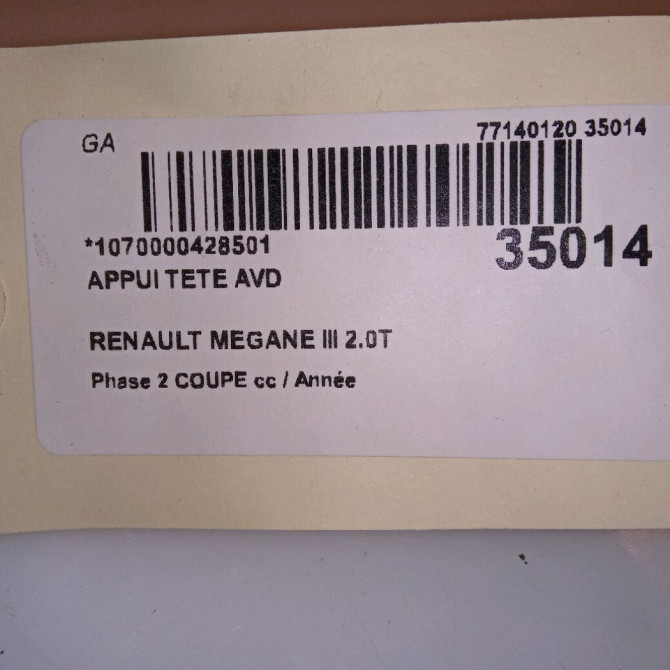 GA
77140120 35014
*1070000428501
35014
APPUI TETE AVD
RENAULT MEGANE III 2.0T
Phase 2 COUPE cc / Année